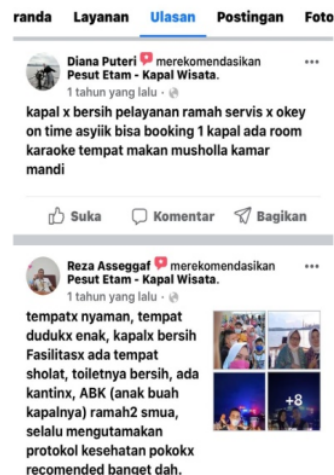 randa Layanan Ulasan Postingan Foto
Diana Puteri merekomendasikan
Pesut Etam - Kapal Wisata.
1 tahun yang lalu ·
kapal x bersih pelayanan ramah servis x okey
on time asyiik bisa booking 1 kapal ada room
karaoke tempat makan musholla kamar
mandi
Suka Komentar Bagikan
Reza Asseggaf merekomendasikan
Pesut Etam - Kapal Wisata.
1 tahun yang lalu ·
tempatx nyaman, tempat
dudukx enak, kapalx bersih
Fasilitasx ada tempat
sholat, toiletnya bersih, ada
kantinx, ABK (anak buah
kapalnya) ramah2 smua,
selalu mengutamakan
protokol kesehatan pokokx
recomended banget dah.
+8